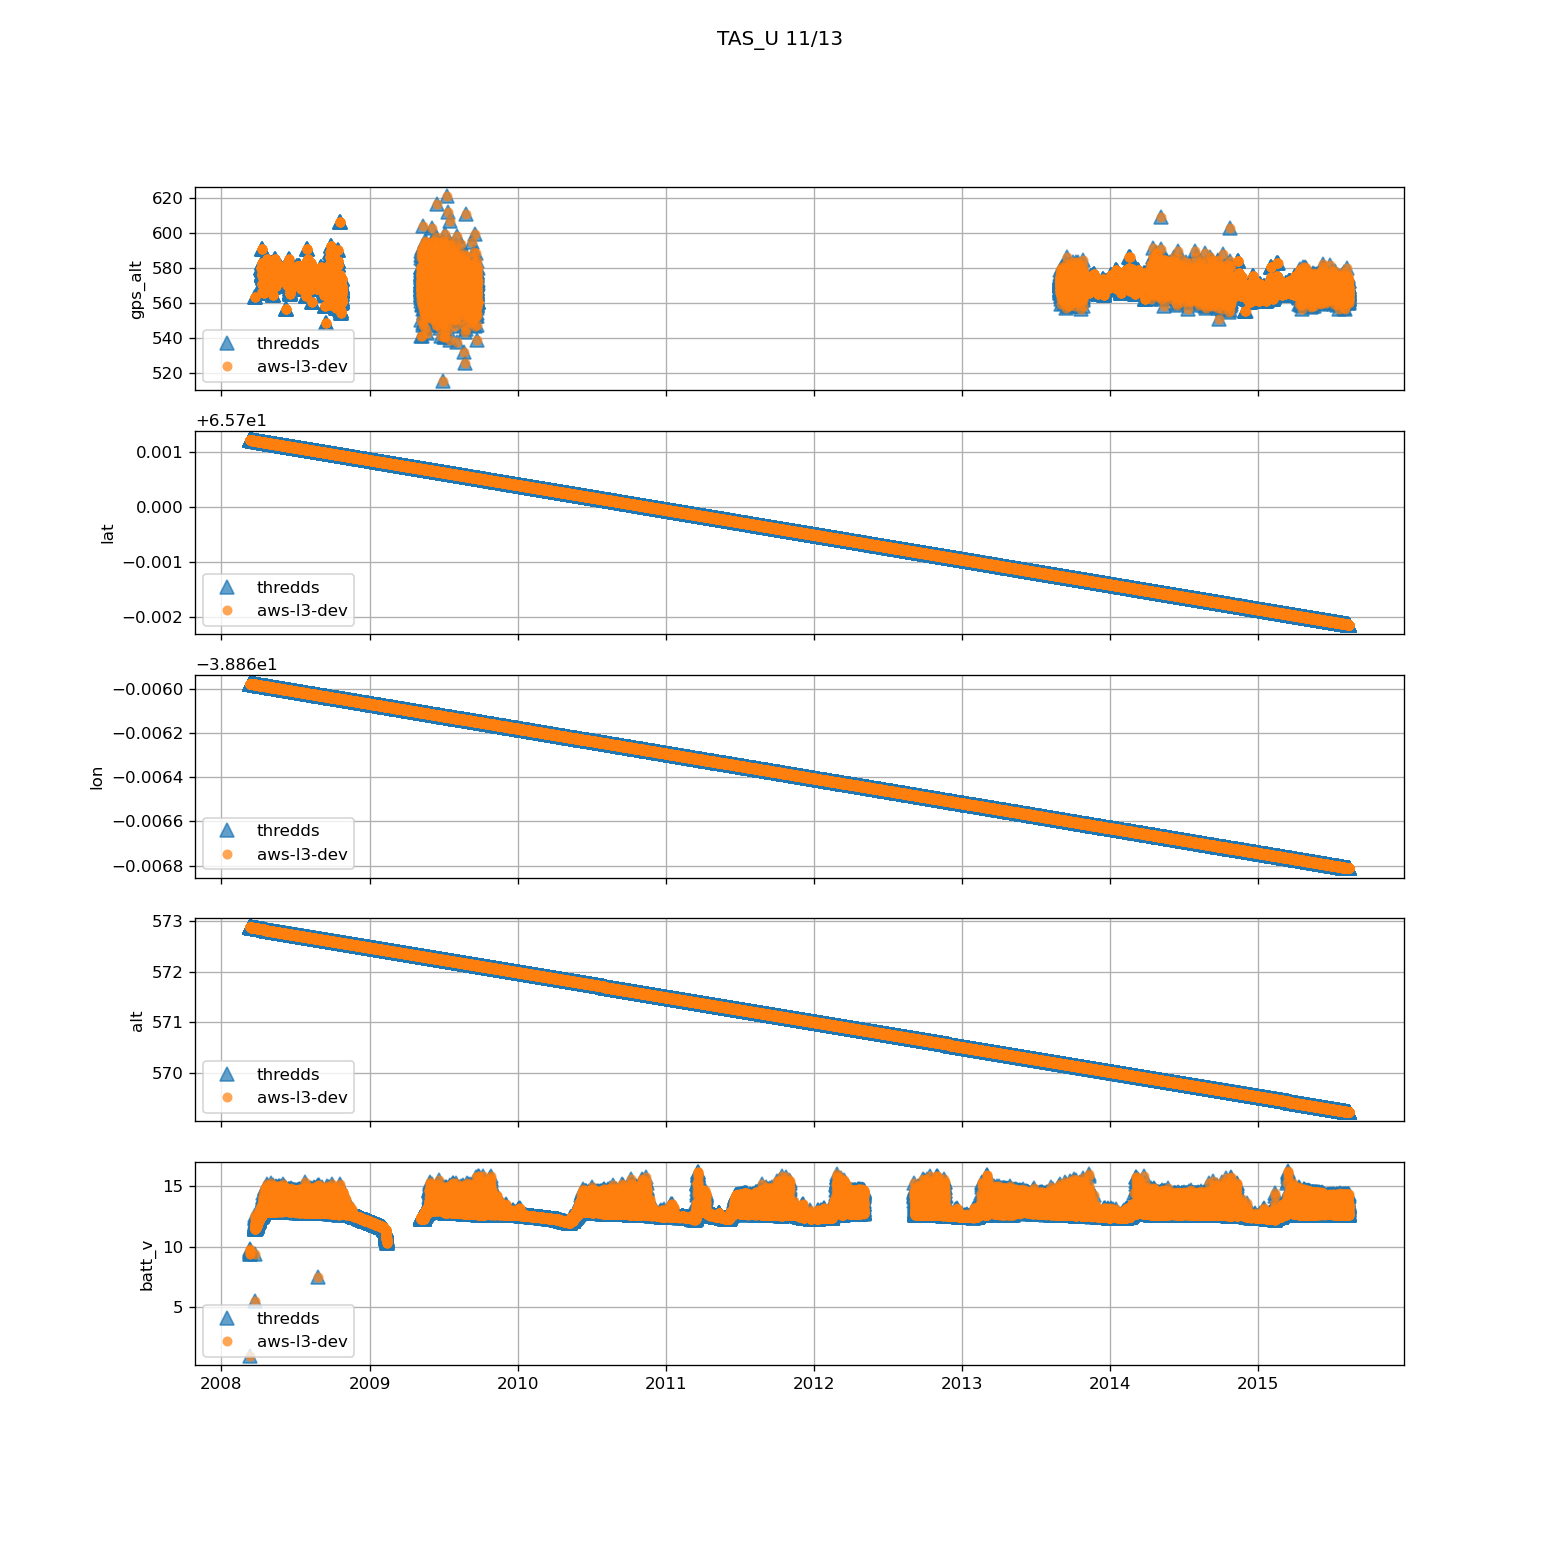 TAS_U 11/13
gps_alt
620
600
580
560
540
520
thredds
aws-l3-dev
+6.57e1
lat
0.001
0.000
−0.001
−0.002
thredds
aws-l3-dev
−3.886e1
lon
−0.0060
−0.0062
−0.0064
−0.0066
−0.0068
thredds
aws-l3-dev
alt
573
572
571
570
thredds
aws-l3-dev
batt_v
15
10
5
thredds
aws-l3-dev
2008 2009 2010 2011 2012 2013 2014 2015